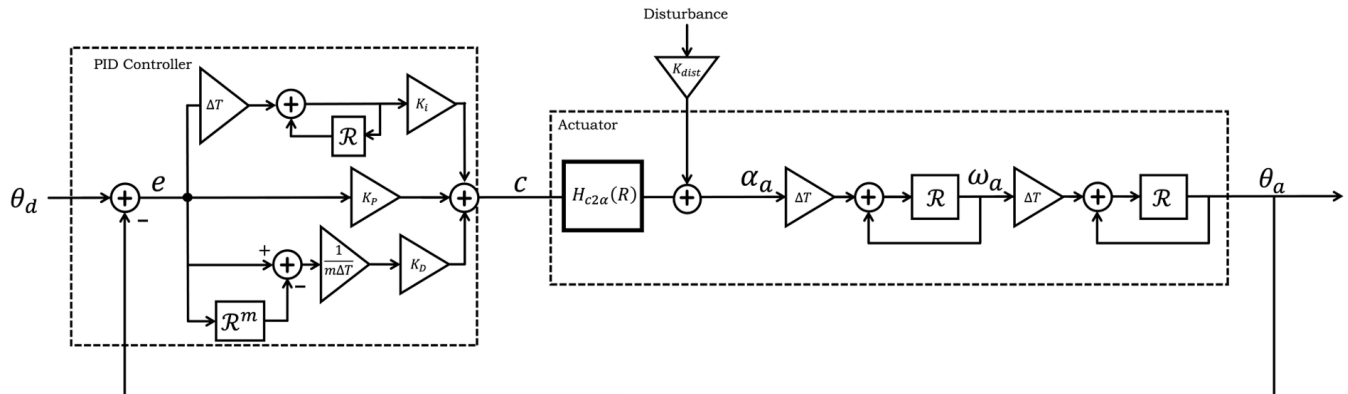 Disturbance
PID Controller
K_dist
ΔT
+
K_i
ℛ
Actuator
θ_d
+
-
e
K_P
+
c
H_c2α(R)
+
α_a
ΔT
+
ℛ
ω_a
ΔT
+
ℛ
θ_a
+
+
-
1
mΔT
K_D
ℛ^m